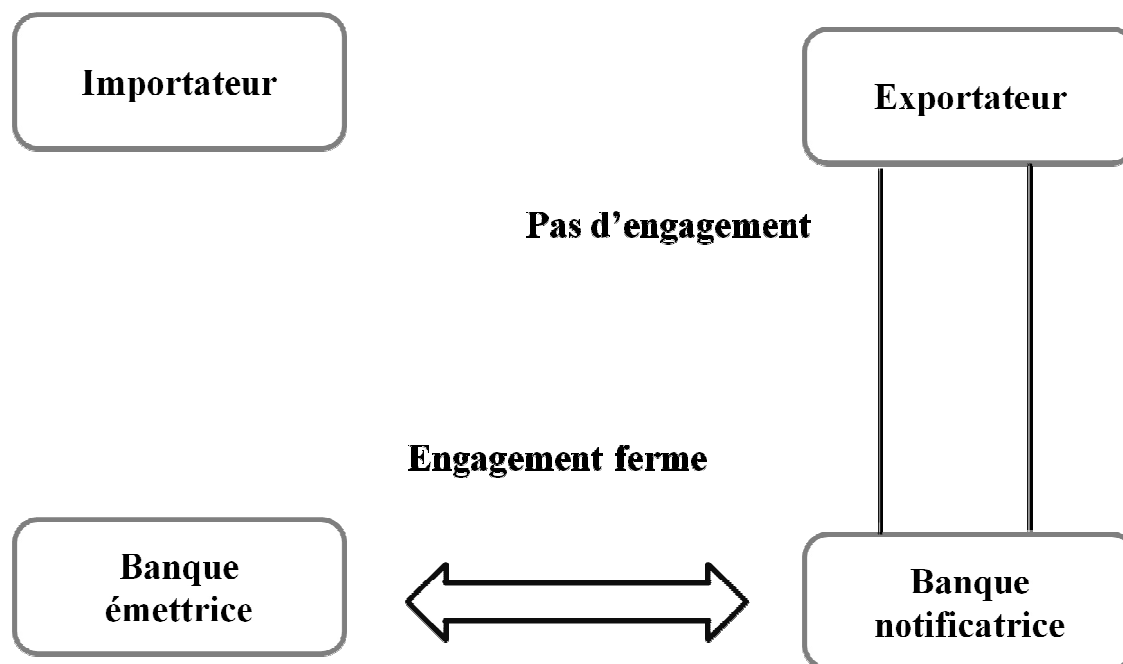 Importateur
Exportateur
Pas d’engagement
Engagement ferme
Banque
émettrice
Banque
notificatrice